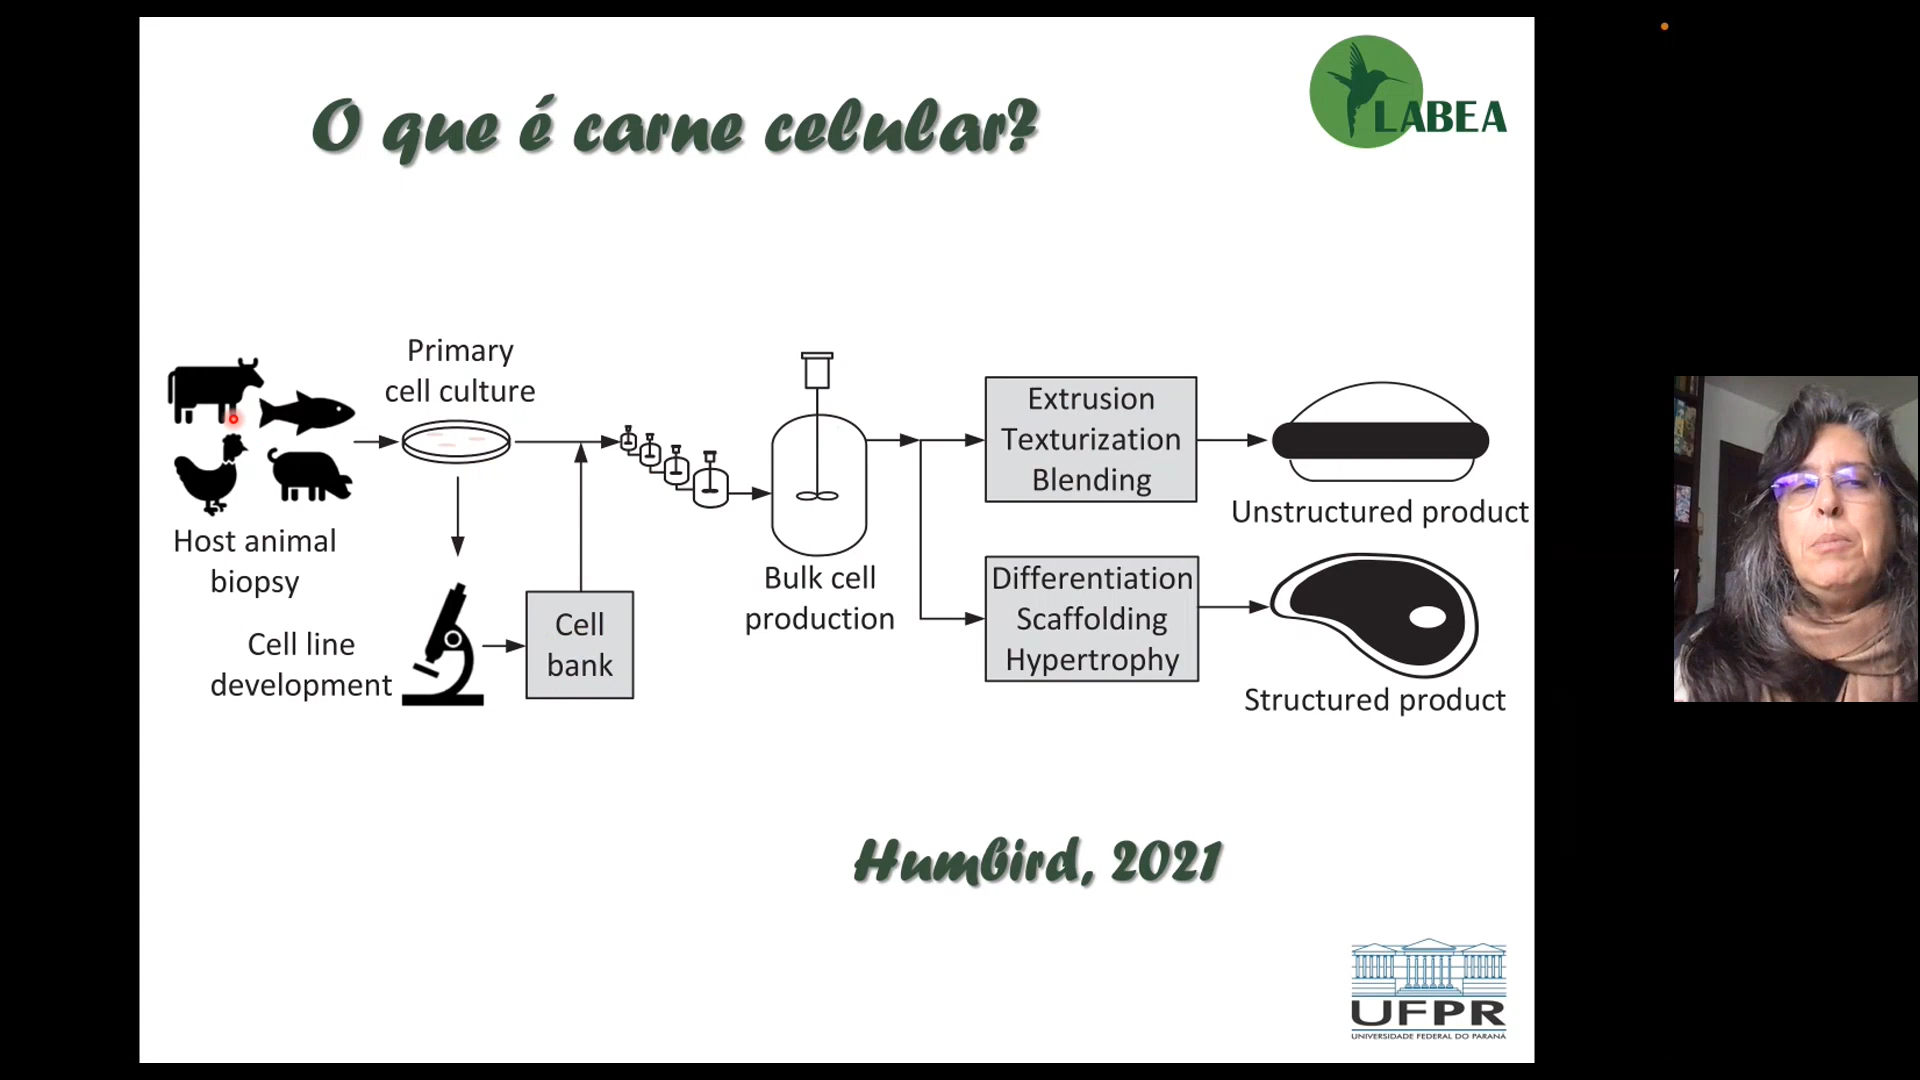 O que é carne celular?
LABEA
Primary
cell culture
Host animal
biopsy
Cell line
development
Cell
bank
Bulk cell
production
Extrusion
Texturization
Blending
Unstructured product
Differentiation
Scaffolding
Hypertrophy
Structured product
Humbird, 2021
UFPR
UNIVERSIDADE FEDERAL DO PARANÁ